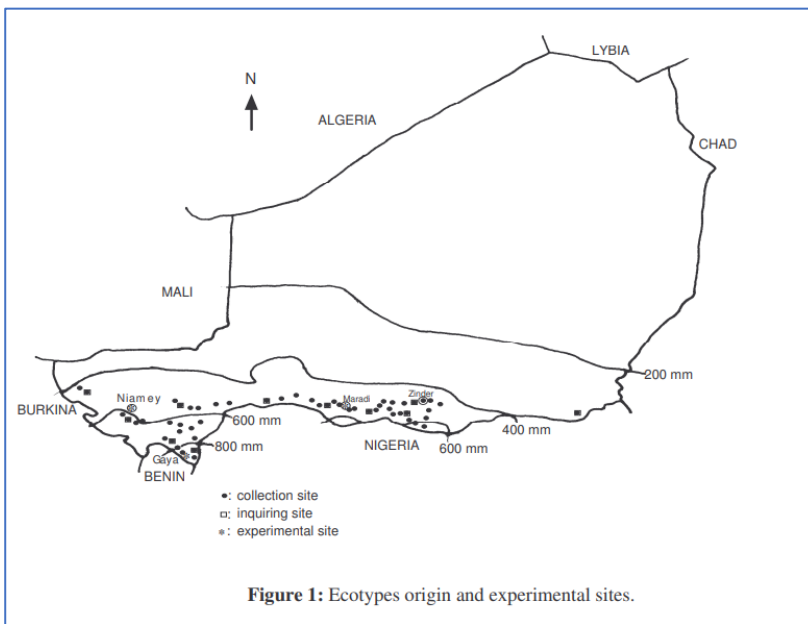 LYBIA
N
ALGERIA
CHAD
MALI
200 mm
Zinder
Niamey
Maradi
BURKINA
600 mm
400 mm
NIGERIA
600 mm
800 mm
Gaya
BENIN
: collection site
: inquiring site
: experimental site
Figure 1: Ecotypes origin and experimental sites.